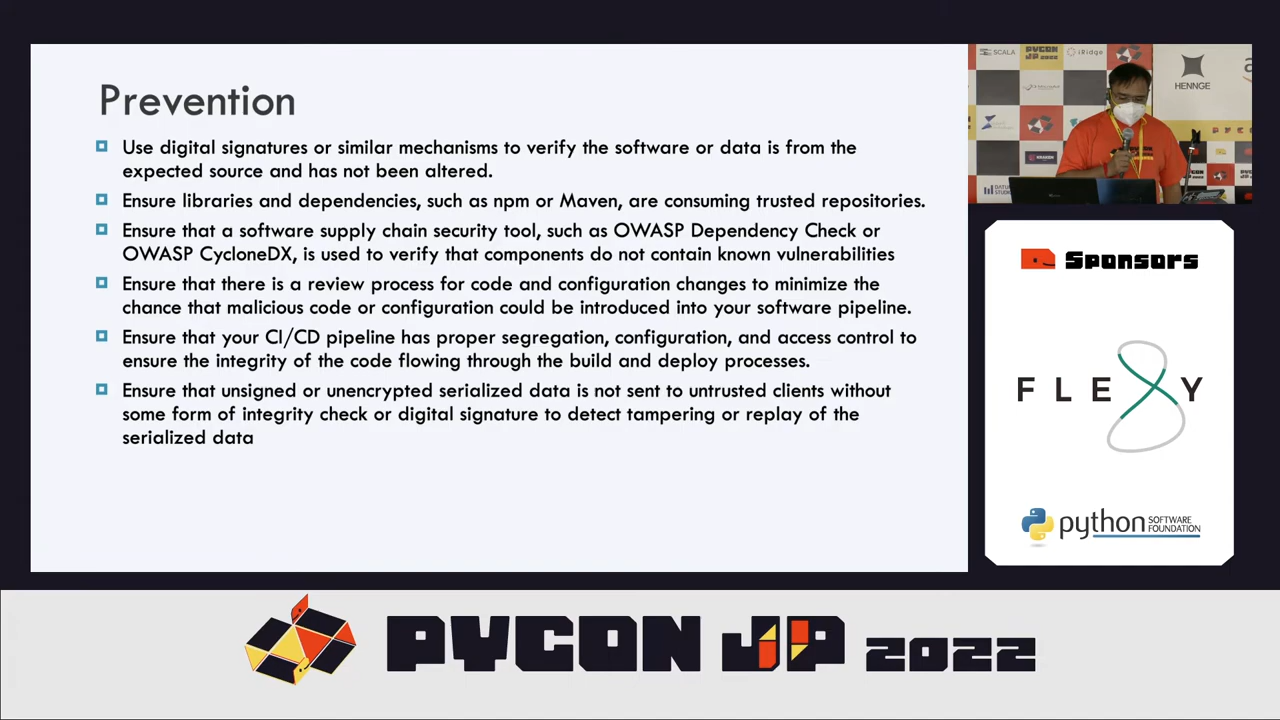 Prevention
Use digital signatures or similar mechanisms to verify the software or data is from the
expected source and has not been altered.
Ensure libraries and dependencies, such as npm or Maven, are consuming trusted repositories.
Ensure that a software supply chain security tool, such as OWASP Dependency Check or
OWASP CycloneDX, is used to verify that components do not contain known vulnerabilities
Ensure that there is a review process for code and configuration changes to minimize the
chance that malicious code or configuration could be introduced into your software pipeline.
Ensure that your CI/CD pipeline has proper segregation, configuration, and access control to
ensure the integrity of the code flowing through the build and deploy processes.
Ensure that unsigned or unencrypted serialized data is not sent to untrusted clients without
some form of integrity check or digital signature to detect tampering or replay of the
serialized data
SCALA
PYCON
JP 2022
iRidge
HENNGE
Sponsors
FLEXY
python
SOFTWARE
FOUNDATION
PYCON JP 2022